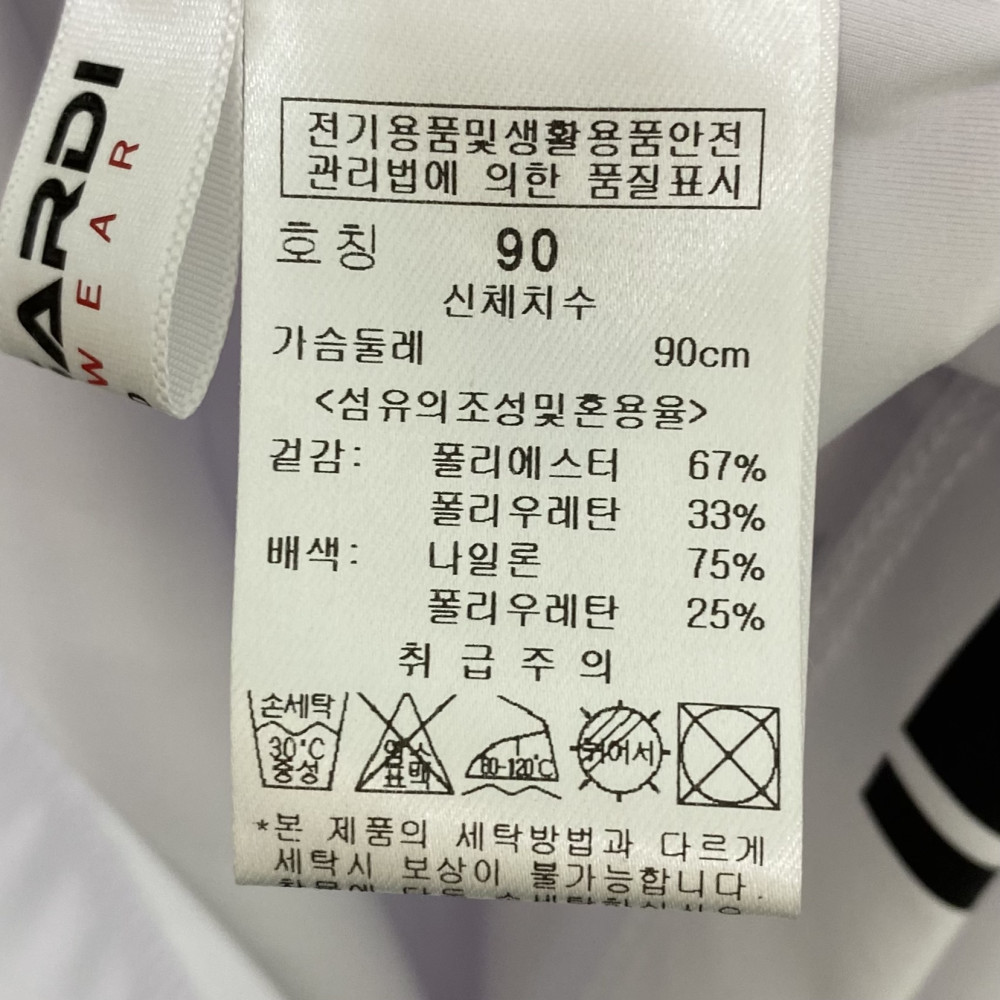 ARDI
WEAR
전기용품및생활용품안전
관리법에 의한 품질표시
호칭 90
신체치수
가슴둘레 90cm
<섬유의조성및혼용율>
겉감: 폴리에스터 67%
폴리우레탄 33%
배색: 나일론 75%
폴리우레탄 25%
취급주의
손세탁
30°C
중성
염소
표백
80-120°C
뉘어서
*본 제품의 세탁방법과 다르게
세탁시 보상이 불가능합니다.